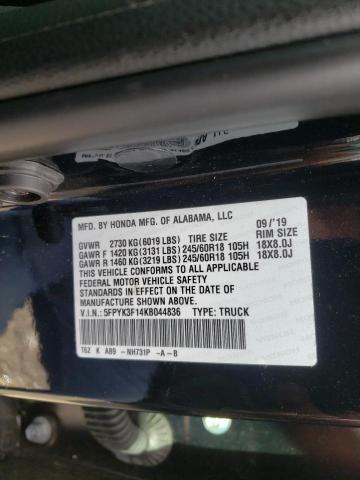 MFD. BY HONDA MFG. OF ALABAMA, LLC 09/'19
GVWR 2730 KG(6019 LBS) TIRE SIZE RIM SIZE
GAWR F 1420 KG(3131 LBS) 245/60R18 105H 18X8.0J
GAWR R 1460 KG(3219 LBS) 245/60R18 105H 18X8.0J
THIS VEHICLE CONFORMS TO ALL APPLICABLE
FEDERAL MOTOR VEHICLE SAFETY
STANDARDS IN EFFECT ON THE DATE OF
MANUFACTURE SHOWN ABOVE.
V.I.N.: 5FPYK3F14KB044836 TYPE: TRUCK
T6Z K AB9 -NH731P -A-B